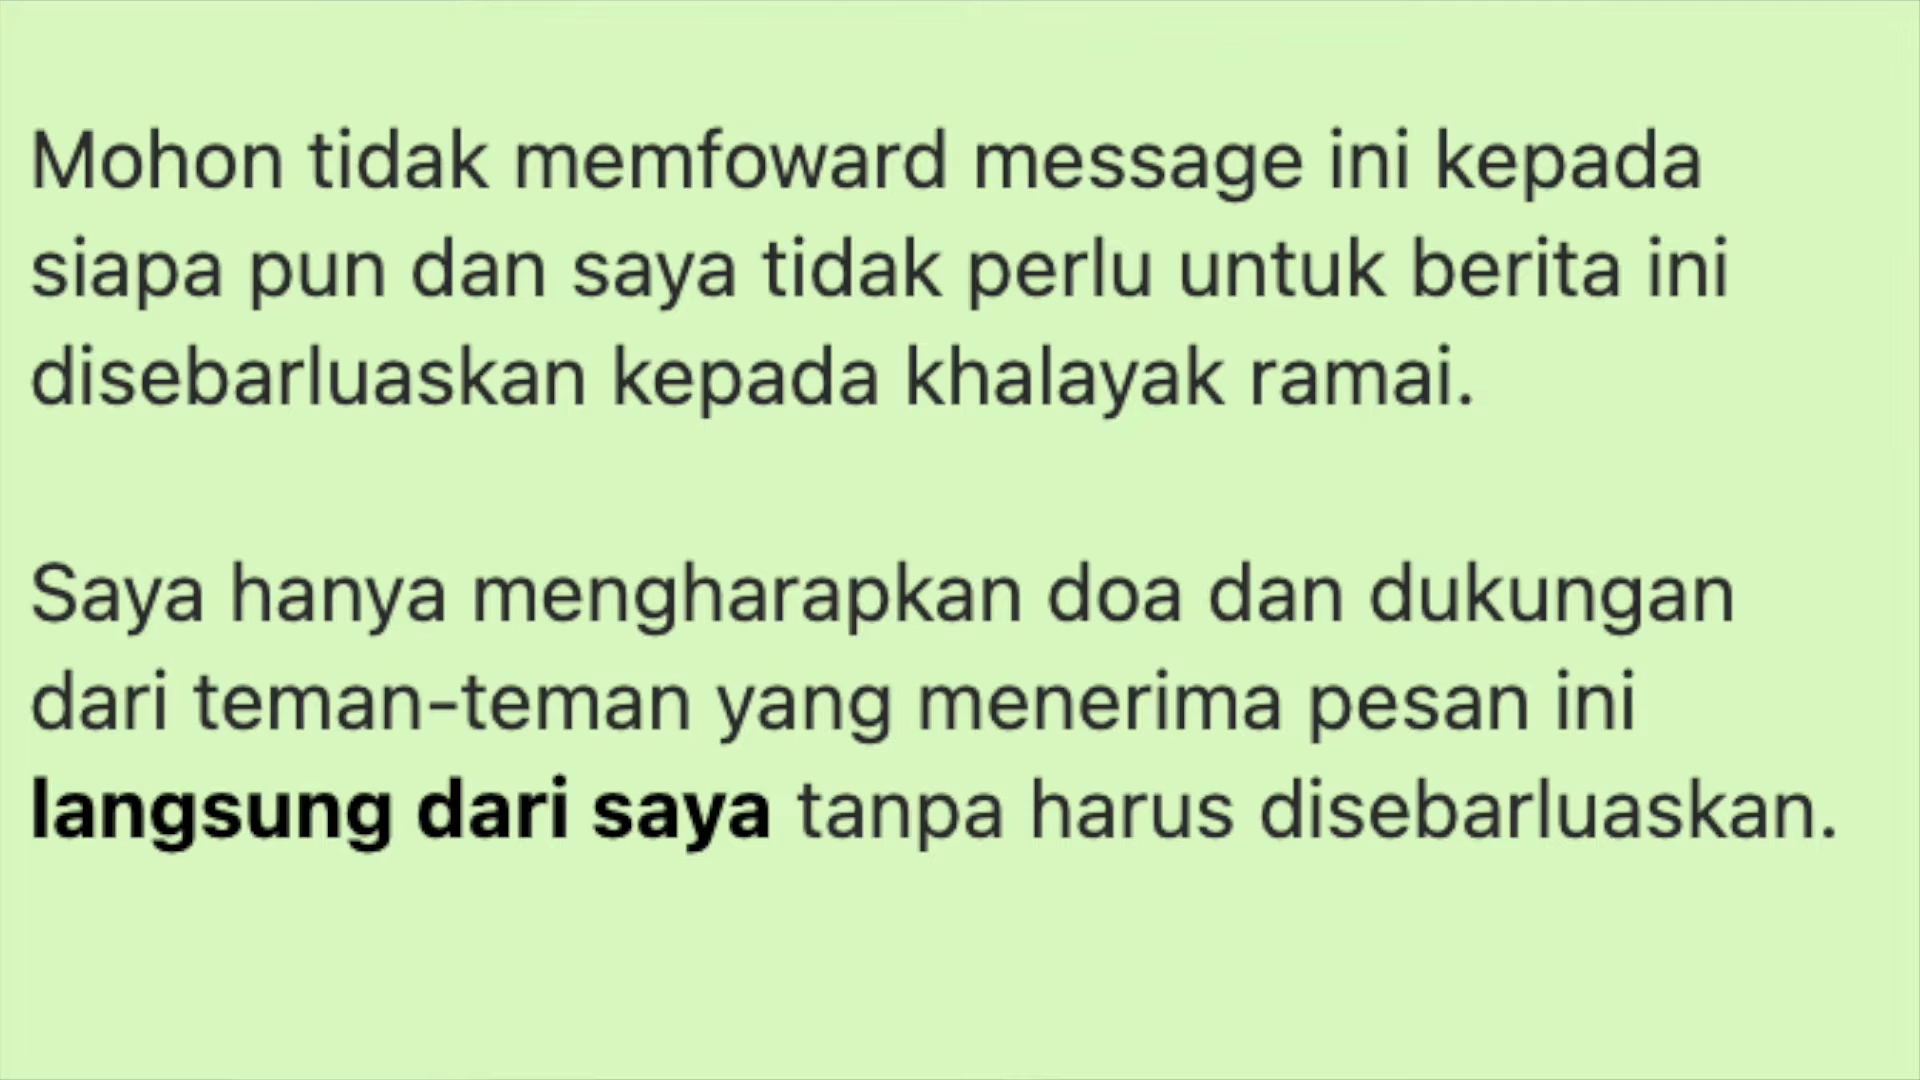 Mohon tidak memfoward message ini kepada
siapa pun dan saya tidak perlu untuk berita ini
disebarluaskan kepada khalayak ramai.
Saya hanya mengharapkan doa dan dukungan
dari teman-teman yang menerima pesan ini
langsung dari saya tanpa harus disebarluaskan.